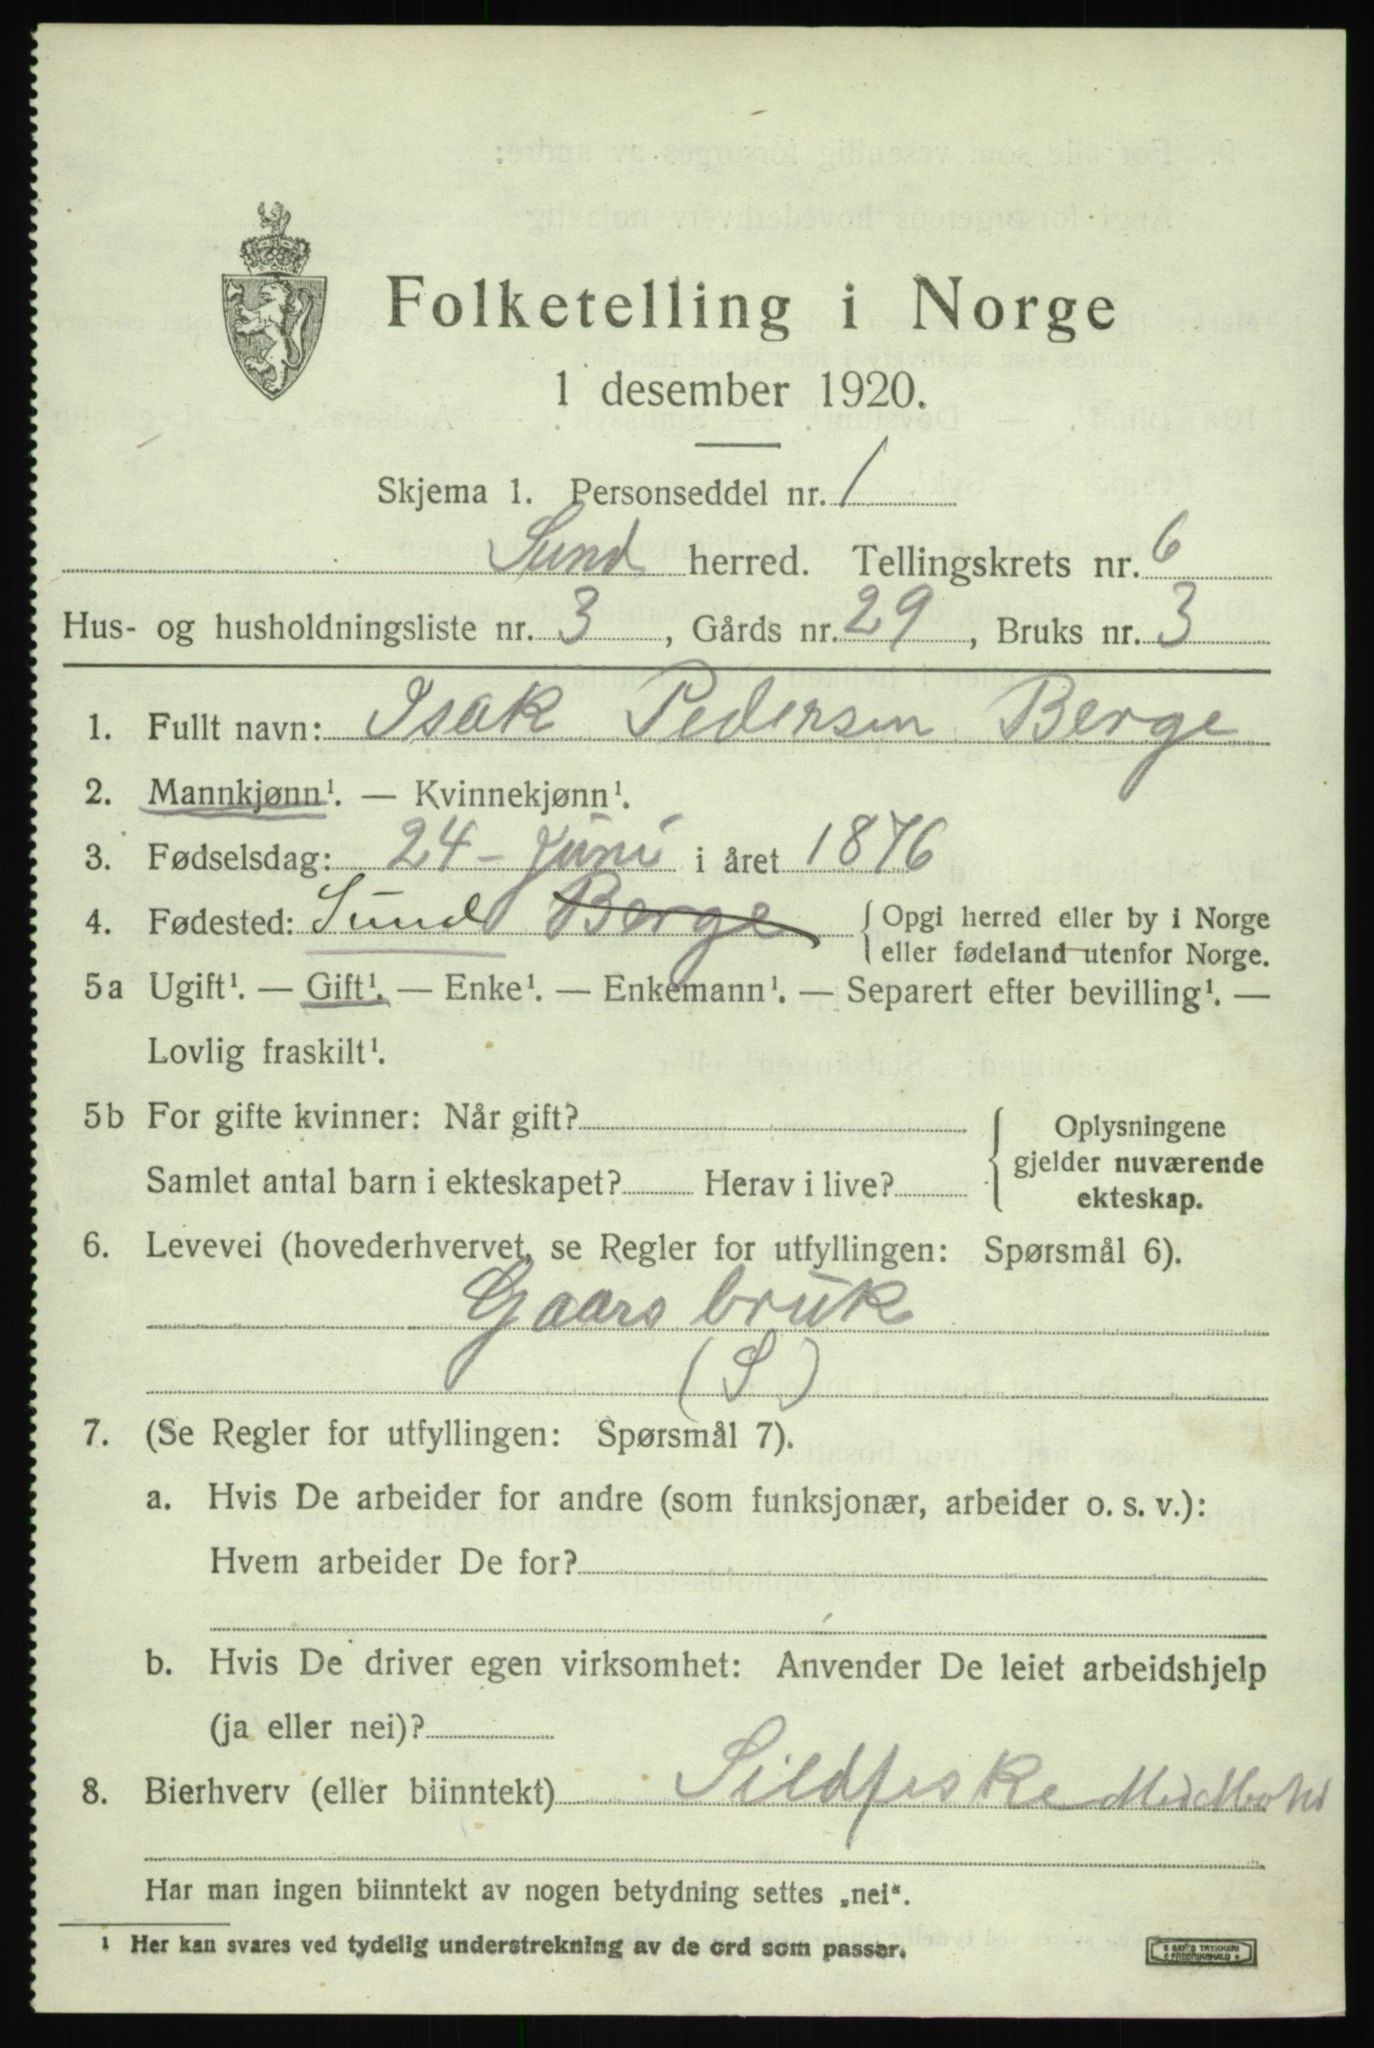 Folketelling i Norge
1 desember 1920.
Skjema 1. Personseddel nr. 1
Sund herred. Tellingskrets nr. 6
Hus- og husholdningsliste nr. 3, Gårds nr. 29, Bruks nr. 3
1. Fullt navn: Isak Pedersen Berge
2. Mannkjønn¹. — Kvinnekjønn¹.
3. Fødselsdag: 24 - Juni i året 1876
4. Fødested: Sund Berge { Opgi herred eller by i Norge
eller fødeland utenfor Norge.
5a Ugift¹. — Gift¹. — Enke¹. — Enkemann¹. — Separert efter bevilling¹. —
Lovlig fraskilt¹.
5b For gifte kvinner: Når gift? Oplysningene
gjelder nuværende
Samlet antal barn i ekteskapet? Herav i live? ekteskap.
6. Levevei (hovederhvervet, se Regler for utfyllingen: Spørsmål 6).
Gaars bruk
(S)
7. (Se Regler for utfyllingen: Spørsmål 7).
a. Hvis De arbeider for andre (som funksjonær, arbeider o. s. v.):
Hvem arbeider De for?
b. Hvis De driver egen virksomhet: Anvender De leiet arbeidshjelp
(ja eller nei)?
8. Bierhverv (eller biinntekt) Sildfiske
Har man ingen biinntekt av nogen betydning settes „nei“.
¹ Her kan svares ved tydelig understrekning av de ord som passer.